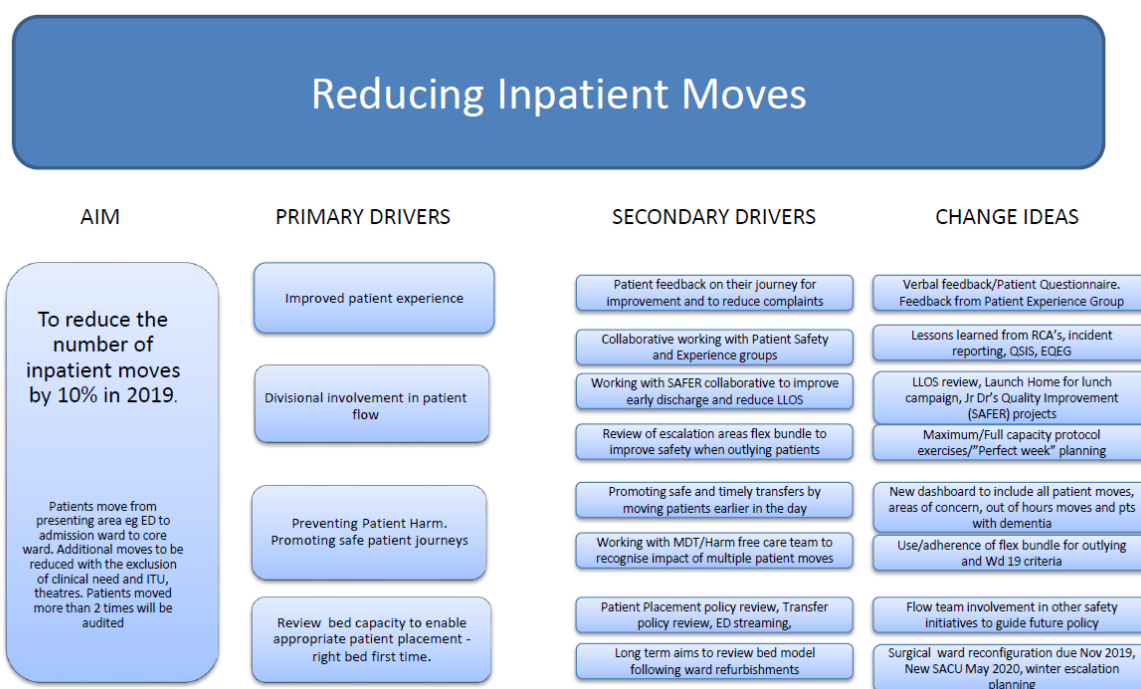 Reducing Inpatient Moves
AIM
PRIMARY DRIVERS
SECONDARY DRIVERS
CHANGE IDEAS
To reduce the
number of
inpatient moves
by 10% in 2019.
Patients move from
presenting area eg ED to
admission ward to core
ward. Additional moves to be
reduced with the exclusion
of clinical need and ITU,
theatres. Patients moved
more than 2 times will be
audited
Improved patient experience
Divisional involvement in patient
flow
Preventing Patient Harm.
Promoting safe patient journeys
Review bed capacity to enable
appropriate patient placement -
right bed first time.
Patient feedback on their journey for
improvement and to reduce complaints
Collaborative working with Patient Safety
and Experience groups
Working with SAFER collaborative to improve
early discharge and reduce LLOS
Review of escalation areas flex bundle to
improve safety when outlying patients
Promoting safe and timely transfers by
moving patients earlier in the day
Working with MDT/Harm free care team to
recognise impact of multiple patient moves
Patient Placement policy review, Transfer
policy review, ED streaming,
Long term aims to review bed model
following ward refurbishments
Verbal feedback/Patient Questionnaire.
Feedback from Patient Experience Group
Lessons learned from RCA's, incident
reporting, QSIS, EQEG
LLOS review, Launch Home for lunch
campaign, Jr Dr's Quality Improvement
(SAFER) projects
Maximum/Full capacity protocol
exercises/"Perfect week" planning
New dashboard to include all patient moves,
areas of concern, out of hours moves and pts
with dementia
Use/adherence of flex bundle for outlying
and Wd 19 criteria
Flow team involvement in other safety
initiatives to guide future policy
Surgical ward reconfiguration due Nov 2019,
New SACU May 2020, winter escalation
planning